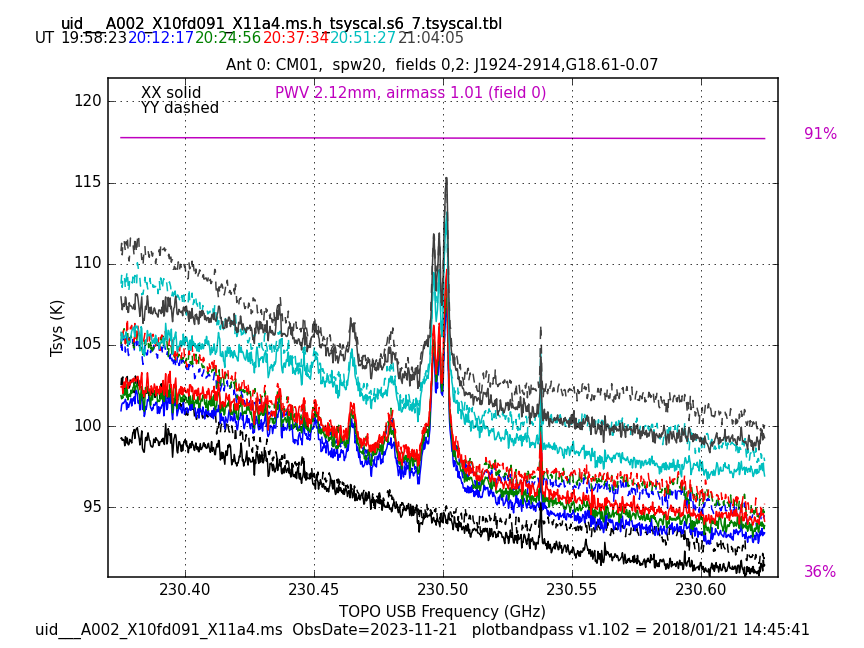 uid___A002_X10fd091_X11a4.ms.h_tsyscal.s6_7.tsyscal.tbl
UT 19:58:23 20:12:17 20:24:56 20:37:34 20:51:27 21:04:05
Ant 0: CM01,  spw20,  fields 0,2: J1924-2914,G18.61-0.07
XX solid
PWV 2.12mm, airmass 1.01 (field 0)
YY dashed
120
91%
115
110
Tsys (K)
105
100
95
36%
230.40 230.45 230.50 230.55 230.60
TOPO USB Frequency (GHz)
uid___A002_X10fd091_X11a4.ms  ObsDate=2023-11-21   plotbandpass v1.102 = 2018/01/21 14:45:41